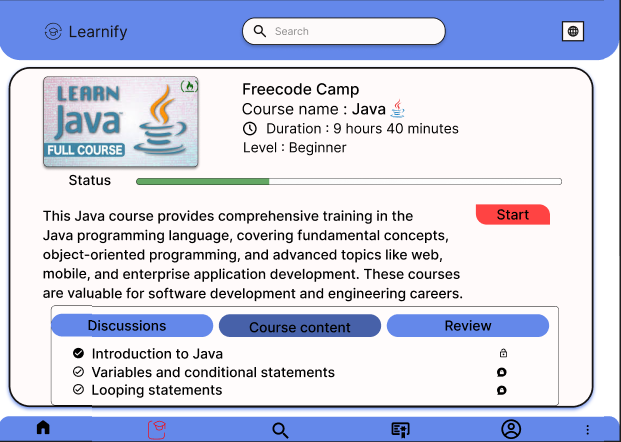 Learnify
Search
LEARN
Java
FULL COURSE
Freecode Camp
Course name : Java
Duration : 9 hours 40 minutes
Level : Beginner
Status
Start
This Java course provides comprehensive training in the
Java programming language, covering fundamental concepts,
object-oriented programming, and advanced topics like web,
mobile, and enterprise application development. These courses
are valuable for software development and engineering careers.
Discussions
Course content
Review
Introduction to Java
Variables and conditional statements
Looping statements